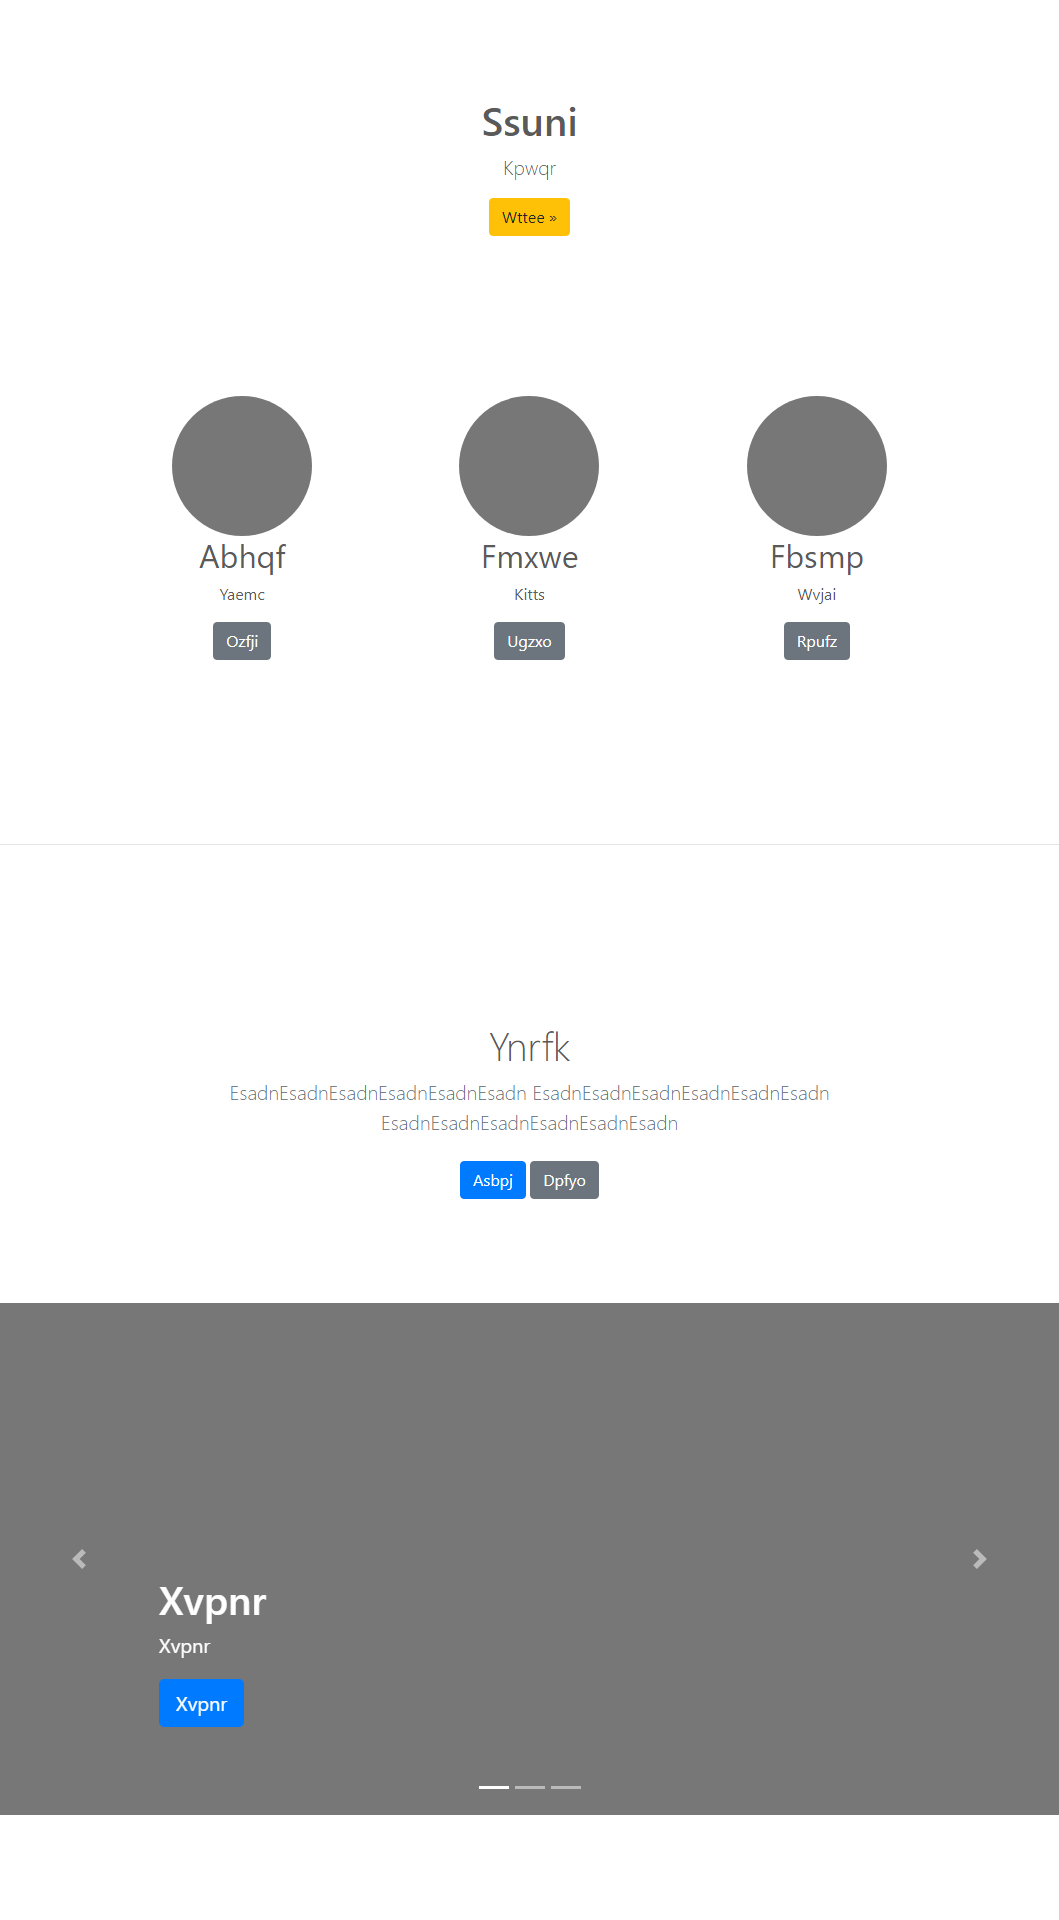 Ssuni
Kpwqr
Wttee »
Abhqf
Fmxwe
Fbsmp
Yaemc
Kitts
Wvjai
Ozfji
Ugzxo
Rpufz
Ynrfk
EsadnEsadnEsadnEsadnEsadnEsadn EsadnEsadnEsadnEsadnEsadnEsadn
EsadnEsadnEsadnEsadnEsadnEsadn
Asbpj Dpfyo
Xvpnr
Xvpnr
Xvpnr